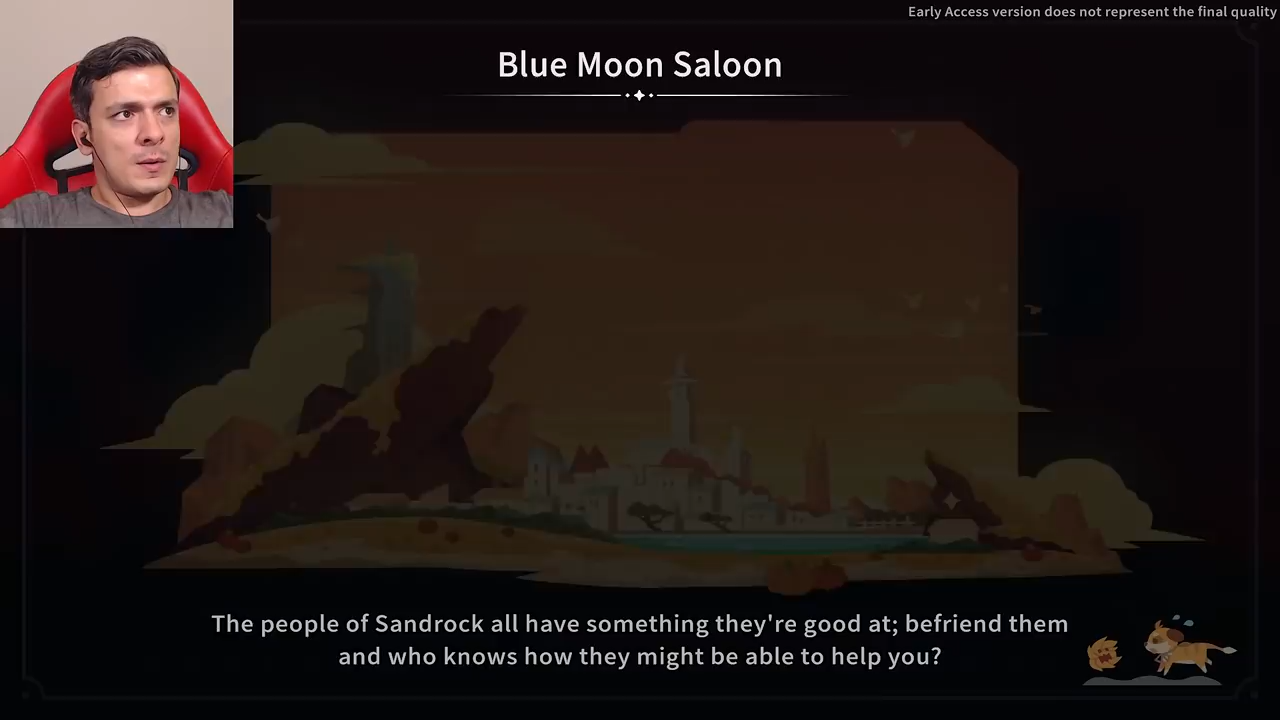 Early Access version does not represent the final quality
Blue Moon Saloon
The people of Sandrock all have something they're good at; befriend them
and who knows how they might be able to help you?